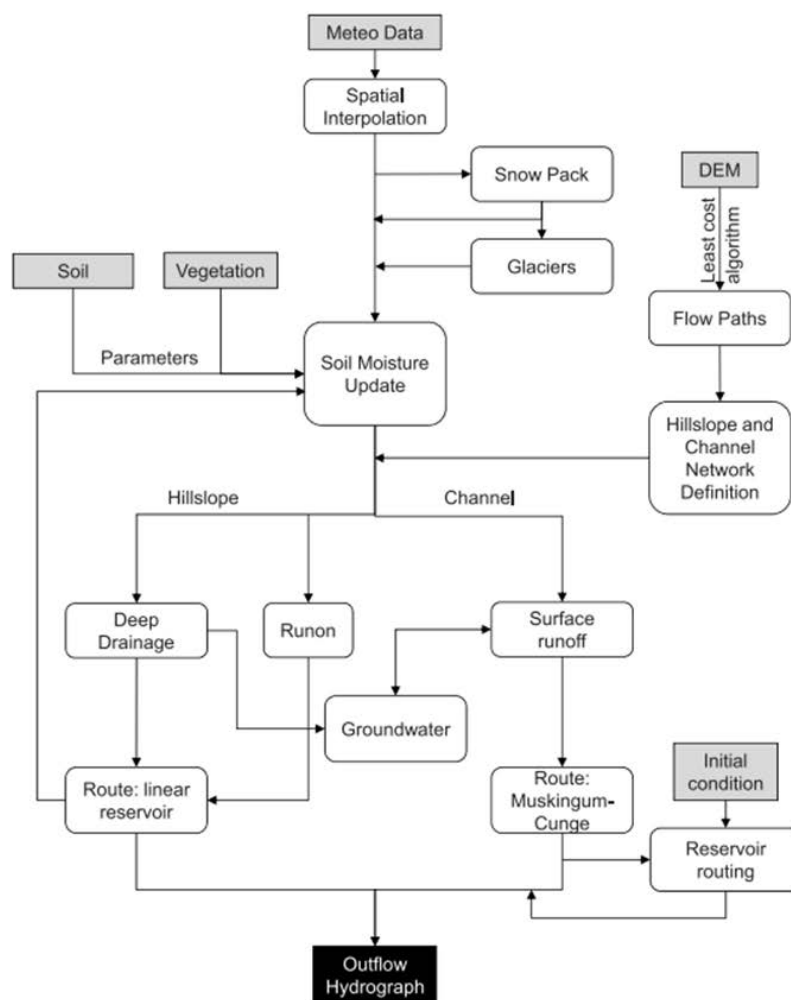 Meteo Data
Spatial
Interpolation
Snow Pack
DEM
Least cost
algorithm
Glaciers
Soil
Vegetation
Flow Paths
Parameters
Soil Moisture
Update
Hillslope and
Channel
Network
Definition
Hillslope
Channel
Deep
Drainage
Runon
Surface
runoff
Groundwater
Initial
condition
Route: linear
reservoir
Route:
Muskingum-
Cunge
Reservoir
routing
Outflow
Hydrograph